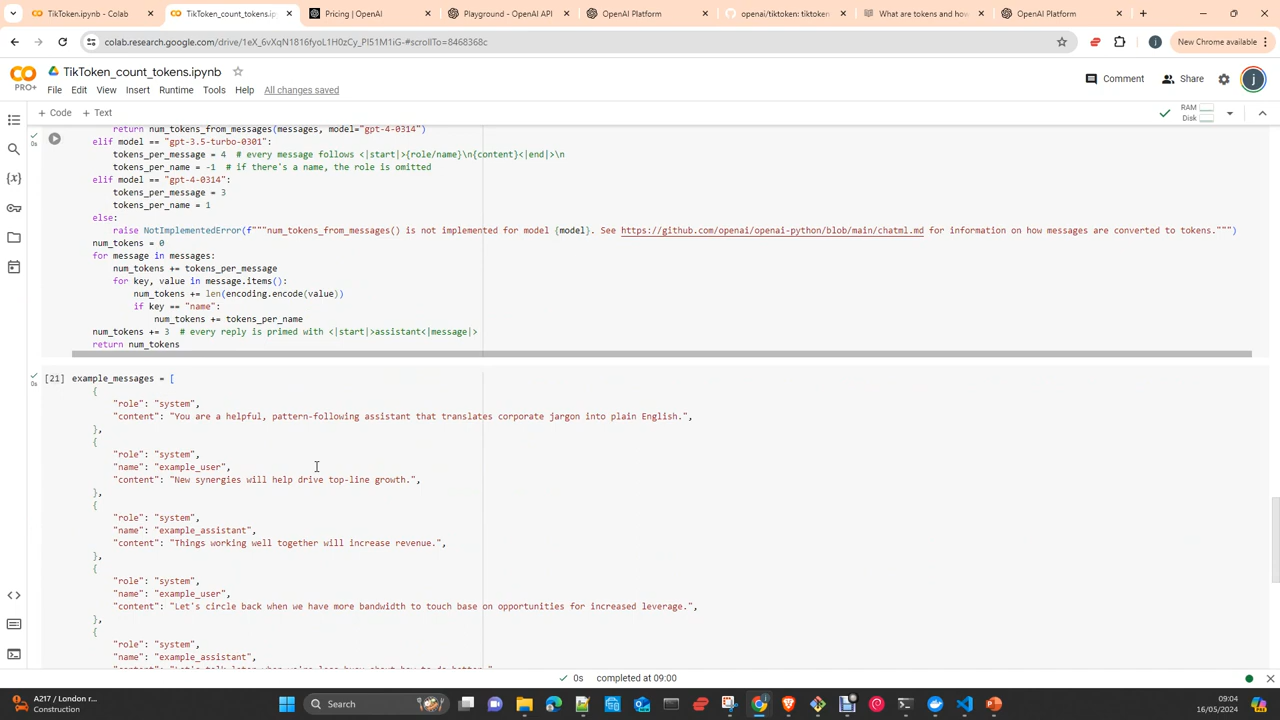 TikToken.ipynb - Colab
TikToken_count_tokens.ip
Pricing | OpenAI
Playground - OpenAI API
OpenAI Platform
openai/tiktoken: tiktoken
What are tokens and how
OpenAI Platform
colab.research.google.com/drive/1eX_6vXqN1816fyoL1H0zCy_PI51M1iG-#scrollTo=8468368c
New Chrome available
CO
PRO+
TikToken_count_tokens.ipynb
Comment
Share
j
File Edit View Insert Runtime Tools Help All changes saved
+ Code + Text
RAM
Disk
return num_tokens_from_messages(messages, model="gpt-4-0314")
0s
elif model == "gpt-3.5-turbo-0301":
tokens_per_message = 4 # every message follows <|start|>{role/name}\n{content}<|end|>\n
tokens_per_name = -1 # if there's a name, the role is omitted
elif model == "gpt-4-0314":
tokens_per_message = 3
tokens_per_name = 1
else:
raise NotImplementedError(f"""num_tokens_from_messages() is not implemented for model {model}. See https://github.com/openai/openai-python/blob/main/chatml.md for information on how messages are converted to tokens.""")
num_tokens = 0
for message in messages:
num_tokens += tokens_per_message
for key, value in message.items():
num_tokens += len(encoding.encode(value))
if key == "name":
num_tokens += tokens_per_name
num_tokens += 3 # every reply is primed with <|start|>assistant<|message|>
return num_tokens
0s
[21] example_messages = [
{
"role": "system",
"content": "You are a helpful, pattern-following assistant that translates corporate jargon into plain English.",
},
{
"role": "system",
"name": "example_user",
"content": "New synergies will help drive top-line growth.",
},
{
"role": "system",
"name": "example_assistant",
"content": "Things working well together will increase revenue.",
},
{
"role": "system",
"name": "example_user",
"content": "Let's circle back when we have more bandwidth to touch base on opportunities for increased leverage.",
},
{
"role": "system",
"name": "example_assistant",
0s completed at 09:00
A217 / London r...
Construction
Search
09:04
16/05/2024